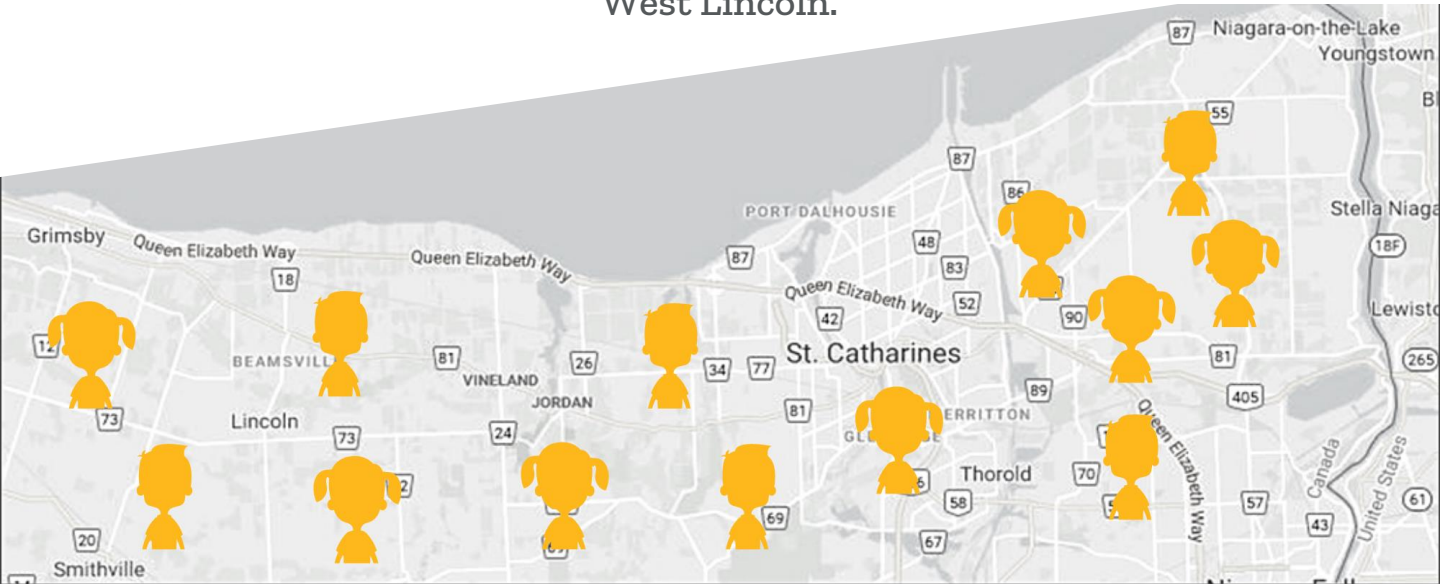 West Lincoln.
87
Niagara-on-the-Lake
Youngstown
55
87
86
PORT DALHOUSIE
Stella Niaga
Grimsby
Queen Elizabeth Way
Queen Elizabeth Way
87
48
18F
18
83
Queen Elizabeth Way
52
42
90
Lewisto
12
BEAMSVILL
81
26
34
77
St. Catharines
81
265
VINELAND
JORDAN
89
405
73
Lincoln
73
24
81
ERRITTON
Queen Elizabeth Way
Thorold
70
58
57
61
69
43
Canada
United States
20
67
Smithville